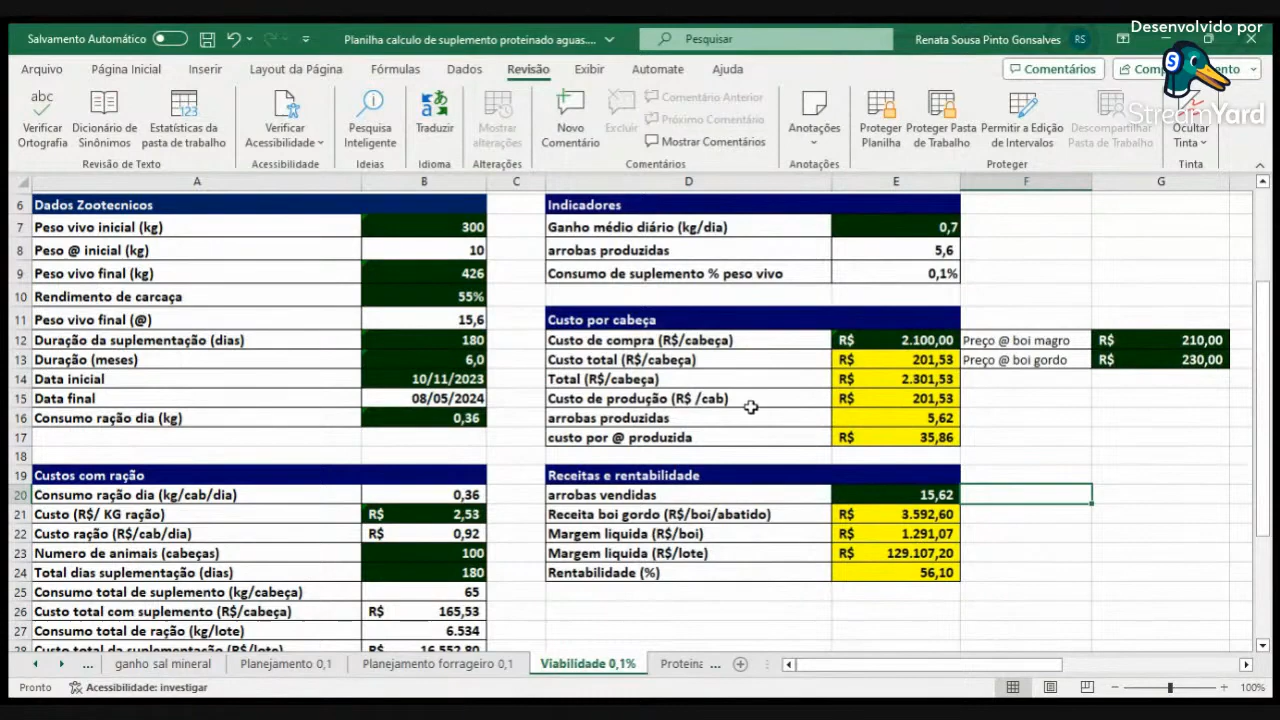 Desenvolvido por
StreamYard
Salvamento Automático
Planilha calculo de suplemento proteinado aguas....
Pesquisar
Renata Sousa Pinto Gonsalves
RS
Arquivo Página Inicial Inserir Layout da Página Fórmulas Dados Revisão Exibir Automate Ajuda
Comentários
Verificar Ortografia
Dicionário de Sinônimos
Estatísticas da pasta de trabalho
Revisão de Texto
Verificar Acessibilidade
Acessibilidade
Pesquisa Inteligente
Ideias
Traduzir
Idioma
Mostrar alterações
Alterações
Novo Comentário
Excluir
Comentário Anterior
Próximo Comentário
Mostrar Comentários
Comentários
Anotações
Anotações
Proteger Planilha
Proteger Pasta de Trabalho
Permitir a Edição de Intervalos
Descompartilhar Pasta de Trabalho
Proteger
Ocultar Tinta
Tinta
A B C D E F G
6 Dados Zootecnicos Indicadores
7 Peso vivo inicial (kg) 300 Ganho médio diário (kg/dia) 0,7
8 Peso @ inicial (kg) 10 arrobas produzidas 5,6
9 Peso vivo final (kg) 426 Consumo de suplemento % peso vivo 0,1%
10 Rendimento de carcaça 55%
11 Peso vivo final (@) 15,6 Custo por cabeça
12 Duração da suplementação (dias) 180 Custo de compra (R$/cabeça) R$ 2.100,00 Preço @ boi magro R$ 210,00
13 Duração (meses) 6,0 Custo total (R$/cabeça) R$ 201,53 Preço @ boi gordo R$ 230,00
14 Data inicial 10/11/2023 Total (R$/cabeça) R$ 2.301,53
15 Data final 08/05/2024 Custo de produção (R$ /cab) R$ 201,53
16 Consumo ração dia (kg) 0,36 arrobas produzidas 5,62
17 custo por @ produzida R$ 35,86
18
19 Custos com ração Receitas e rentabilidade
20 Consumo ração dia (kg/cab/dia) 0,36 arrobas vendidas 15,62
21 Custo (R$/ KG ração) R$ 2,53 Receita boi gordo (R$/boi/abatido) R$ 3.592,60
22 Custo ração (R$/cab/dia) R$ 0,92 Margem liquida (R$/boi) R$ 1.291,07
23 Numero de animais (cabeças) 100 Margem liquida (R$/lote) R$ 129.107,20
24 Total dias suplementação (dias) 180 Rentabilidade (%) 56,10
25 Consumo total de suplemento (kg/cabeça) 65
26 Custo total com suplemento (R$/cabeça) R$ 165,53
27 Consumo total de ração (kg/lote) 6.534
28 Custo total da suplementação (R$/lote) R$ 16.552,80
... ganho sal mineral Planejamento 0,1 Planejamento forrageiro 0,1 Viabilidade 0,1% Proteina ...
Pronto Acessibilidade: investigar 100%